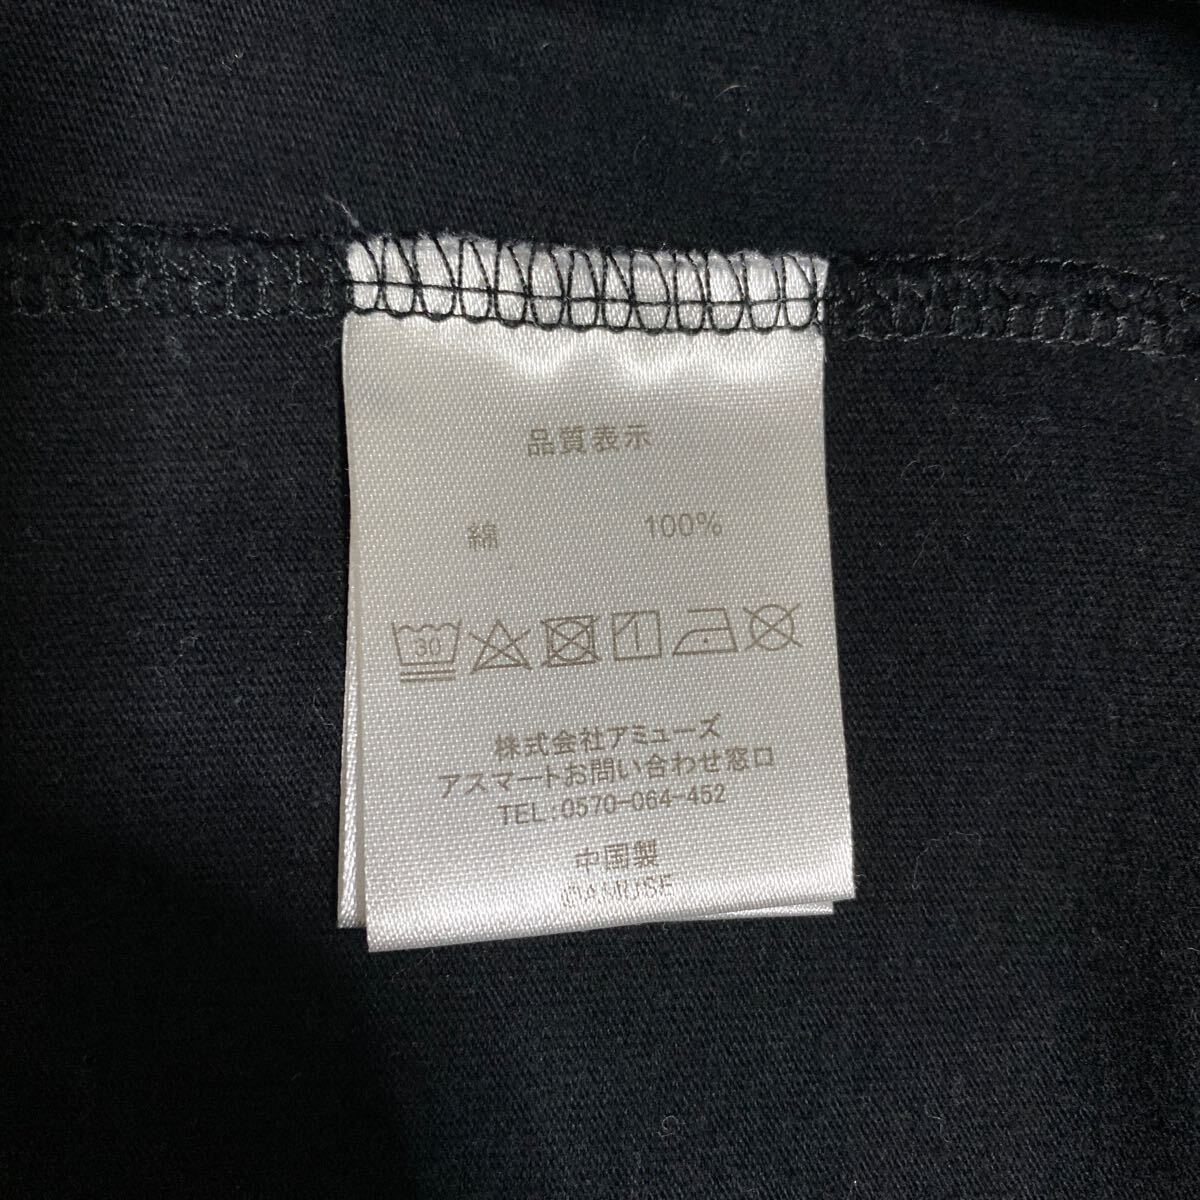 品質表示
綿 100%
30
株式会社アミューズ
アスマートお問い合わせ窓口
TEL:0570-064-452
中国製
©AMUSE